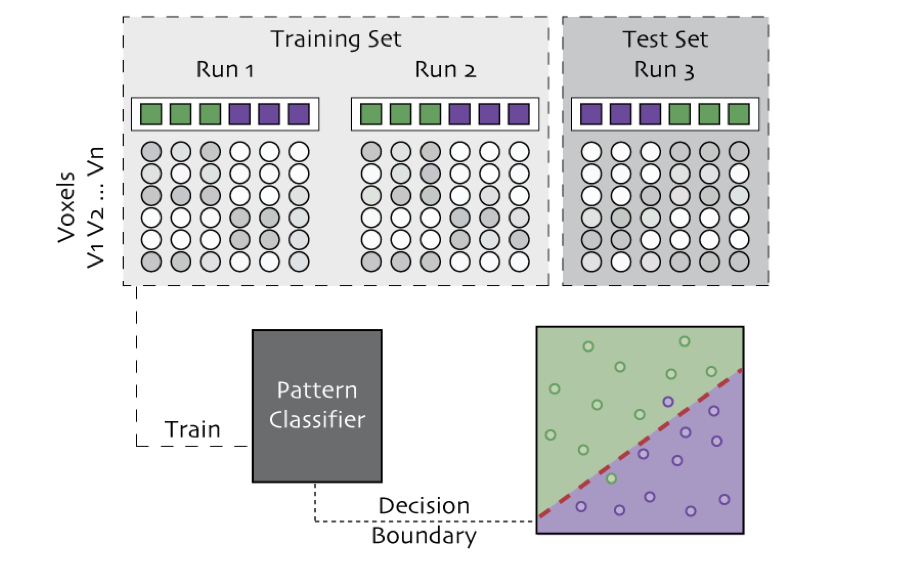 Training Set
Run 1
Run 2
Test Set
Run 3
Voxels
V1 V2 ... Vn
Pattern
Classifier
Train
Decision
Boundary